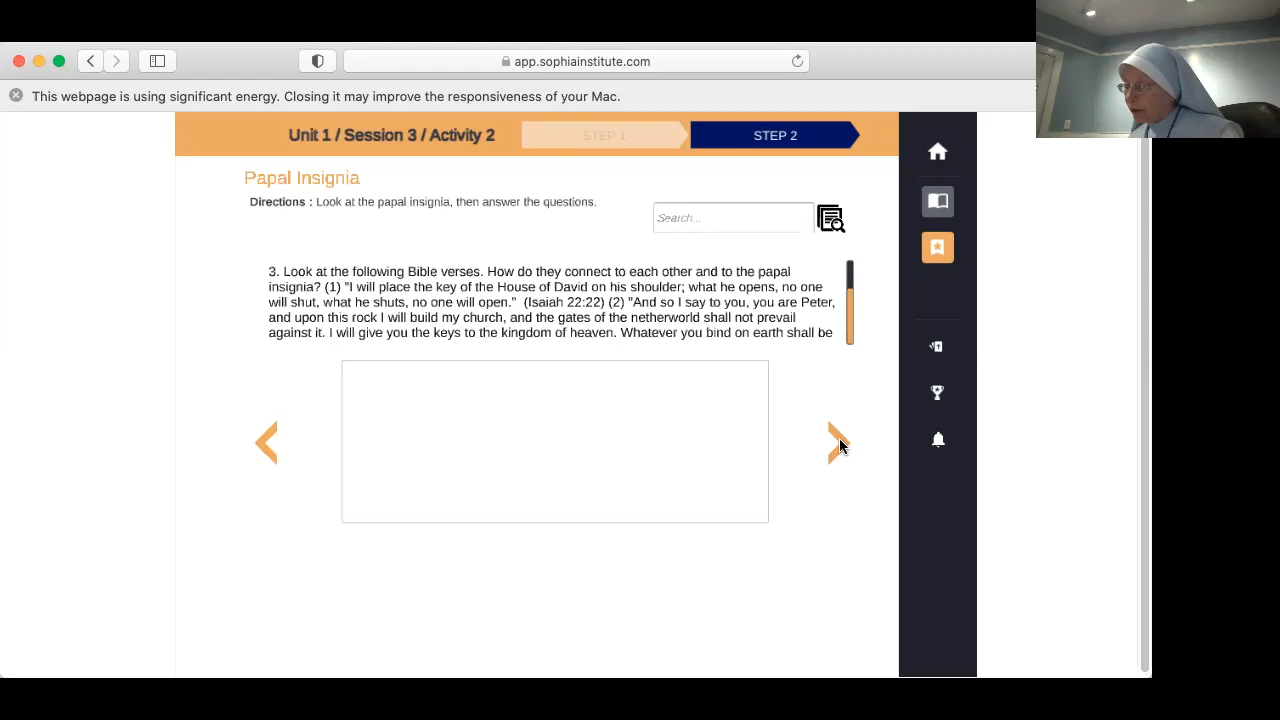 app.sophiainstitute.com
This webpage is using significant energy. Closing it may improve the responsiveness of your Mac.
Unit 1 / Session 3 / Activity 2
STEP 1
STEP 2
Papal Insignia
Directions : Look at the papal insignia, then answer the questions.
Search...
3. Look at the following Bible verses. How do they connect to each other and to the papal
insignia? (1) "I will place the key of the House of David on his shoulder; what he opens, no one
will shut, what he shuts, no one will open."  (Isaiah 22:22) (2) "And so I say to you, you are Peter,
and upon this rock I will build my church, and the gates of the netherworld shall not prevail
against it. I will give you the keys to the kingdom of heaven. Whatever you bind on earth shall be